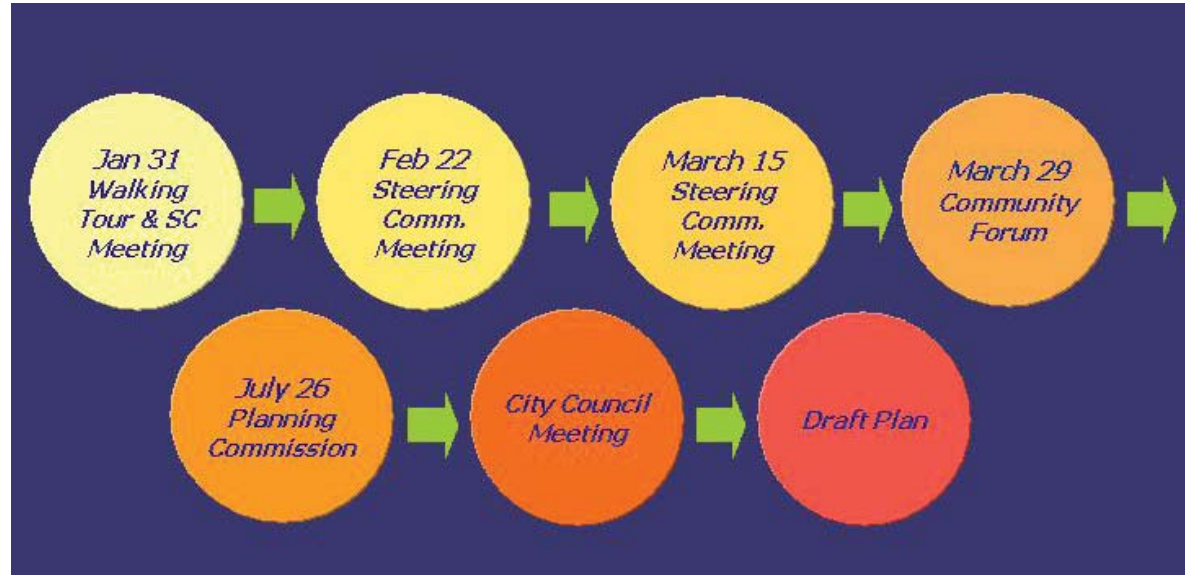 Jan 31
Walking
Tour & SC
Meeting
Feb 22
Steering
Comm.
Meeting
March 15
Steering
Comm.
Meeting
March 29
Community
Forum
July 26
Planning
Commission
City Council
Meeting
Draft Plan